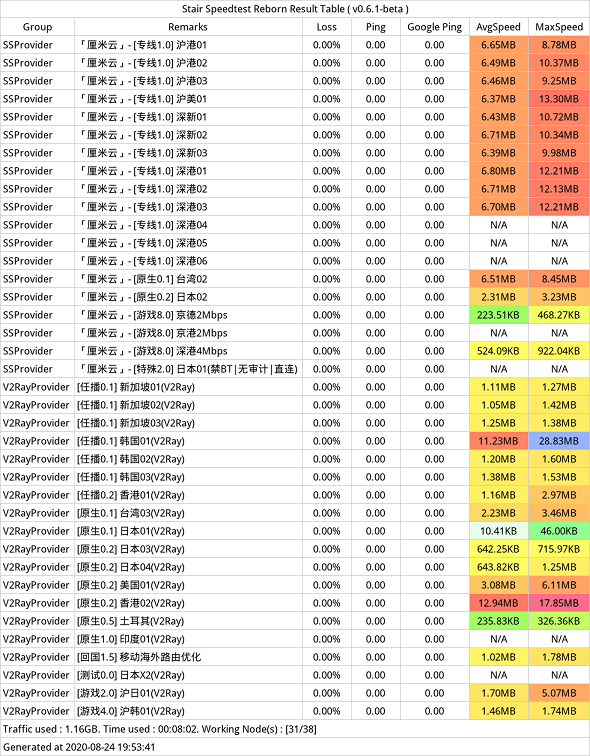 Stair Speedtest Reborn Result Table ( v0.6.1-beta )
Group Remarks Loss Ping Google Ping AvgSpeed MaxSpeed
SSProvider 「厘米云」- [专线1.0] 沪港01 0.00% 0.00 0.00 6.65MB 8.78MB
SSProvider 「厘米云」- [专线1.0] 沪港02 0.00% 0.00 0.00 6.49MB 10.37MB
SSProvider 「厘米云」- [专线1.0] 沪港03 0.00% 0.00 0.00 6.46MB 9.25MB
SSProvider 「厘米云」- [专线1.0] 沪美01 0.00% 0.00 0.00 6.37MB 13.30MB
SSProvider 「厘米云」- [专线1.0] 深新01 0.00% 0.00 0.00 6.43MB 10.72MB
SSProvider 「厘米云」- [专线1.0] 深新02 0.00% 0.00 0.00 6.71MB 10.34MB
SSProvider 「厘米云」- [专线1.0] 深新03 0.00% 0.00 0.00 6.39MB 9.98MB
SSProvider 「厘米云」- [专线1.0] 深港01 0.00% 0.00 0.00 6.80MB 12.21MB
SSProvider 「厘米云」- [专线1.0] 深港02 0.00% 0.00 0.00 6.71MB 12.13MB
SSProvider 「厘米云」- [专线1.0] 深港03 0.00% 0.00 0.00 6.70MB 12.21MB
SSProvider 「厘米云」- [专线1.0] 深港04 0.00% 0.00 0.00 N/A N/A
SSProvider 「厘米云」- [专线1.0] 深港05 0.00% 0.00 0.00 N/A N/A
SSProvider 「厘米云」- [专线1.0] 深港06 0.00% 0.00 0.00 N/A N/A
SSProvider 「厘米云」- [原生0.1] 台湾02 0.00% 0.00 0.00 6.51MB 8.45MB
SSProvider 「厘米云」- [原生0.2] 日本02 0.00% 0.00 0.00 2.31MB 3.23MB
SSProvider 「厘米云」- [游戏8.0] 京德2Mbps 0.00% 0.00 0.00 223.51KB 468.27KB
SSProvider 「厘米云」- [游戏8.0] 京港2Mbps 0.00% 0.00 0.00 N/A N/A
SSProvider 「厘米云」- [游戏8.0] 深港4Mbps 0.00% 0.00 0.00 524.09KB 922.04KB
SSProvider 「厘米云」- [特殊2.0] 日本01(禁BT|无审计|直连) 0.00% 0.00 0.00 N/A N/A
V2RayProvider [任播0.1] 新加坡01(V2Ray) 0.00% 0.00 0.00 1.11MB 1.27MB
V2RayProvider [任播0.1] 新加坡02(V2Ray) 0.00% 0.00 0.00 1.05MB 1.42MB
V2RayProvider [任播0.1] 新加坡03(V2Ray) 0.00% 0.00 0.00 1.25MB 1.38MB
V2RayProvider [任播0.1] 韩国01(V2Ray) 0.00% 0.00 0.00 11.23MB 28.83MB
V2RayProvider [任播0.1] 韩国02(V2Ray) 0.00% 0.00 0.00 1.20MB 1.60MB
V2RayProvider [任播0.1] 韩国03(V2Ray) 0.00% 0.00 0.00 1.38MB 1.53MB
V2RayProvider [任播0.2] 香港01(V2Ray) 0.00% 0.00 0.00 1.16MB 2.97MB
V2RayProvider [原生0.1] 台湾03(V2Ray) 0.00% 0.00 0.00 2.23MB 3.46MB
V2RayProvider [原生0.1] 日本01(V2Ray) 0.00% 0.00 0.00 10.41KB 46.00KB
V2RayProvider [原生0.2] 日本03(V2Ray) 0.00% 0.00 0.00 642.25KB 715.97KB
V2RayProvider [原生0.2] 日本04(V2Ray) 0.00% 0.00 0.00 643.82KB 1.25MB
V2RayProvider [原生0.2] 美国01(V2Ray) 0.00% 0.00 0.00 3.08MB 6.11MB
V2RayProvider [原生0.2] 香港02(V2Ray) 0.00% 0.00 0.00 12.94MB 17.85MB
V2RayProvider [原生0.5] 土耳其(V2Ray) 0.00% 0.00 0.00 235.83KB 326.36KB
V2RayProvider [原生1.0] 印度01(V2Ray) 0.00% 0.00 0.00 N/A N/A
V2RayProvider [回国1.5] 移动海外路由优化 0.00% 0.00 0.00 1.02MB 1.78MB
V2RayProvider [测试0.0] 日本X2(V2Ray) 0.00% 0.00 0.00 N/A N/A
V2RayProvider [游戏2.0] 沪日01(V2Ray) 0.00% 0.00 0.00 1.70MB 5.07MB
V2RayProvider [游戏4.0] 沪韩01(V2Ray) 0.00% 0.00 0.00 1.46MB 1.74MB
Traffic used : 1.16GB. Time used : 00:08:02. Working Node(s) : [31/38]
Generated at 2020-08-24 19:53:41